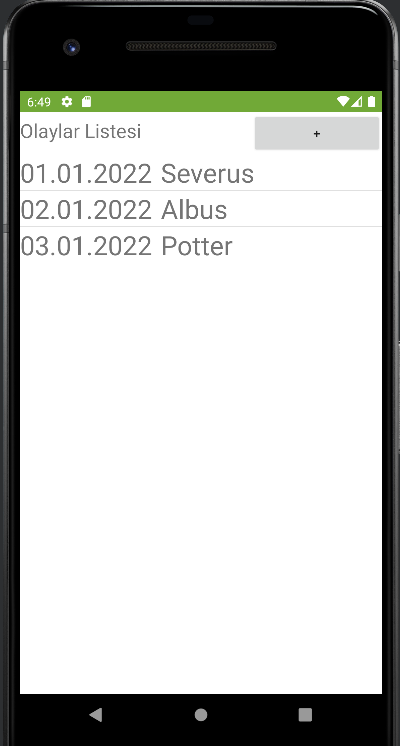 6:49
Olaylar Listesi +
01.01.2022 Severus
02.01.2022 Albus
03.01.2022 Potter